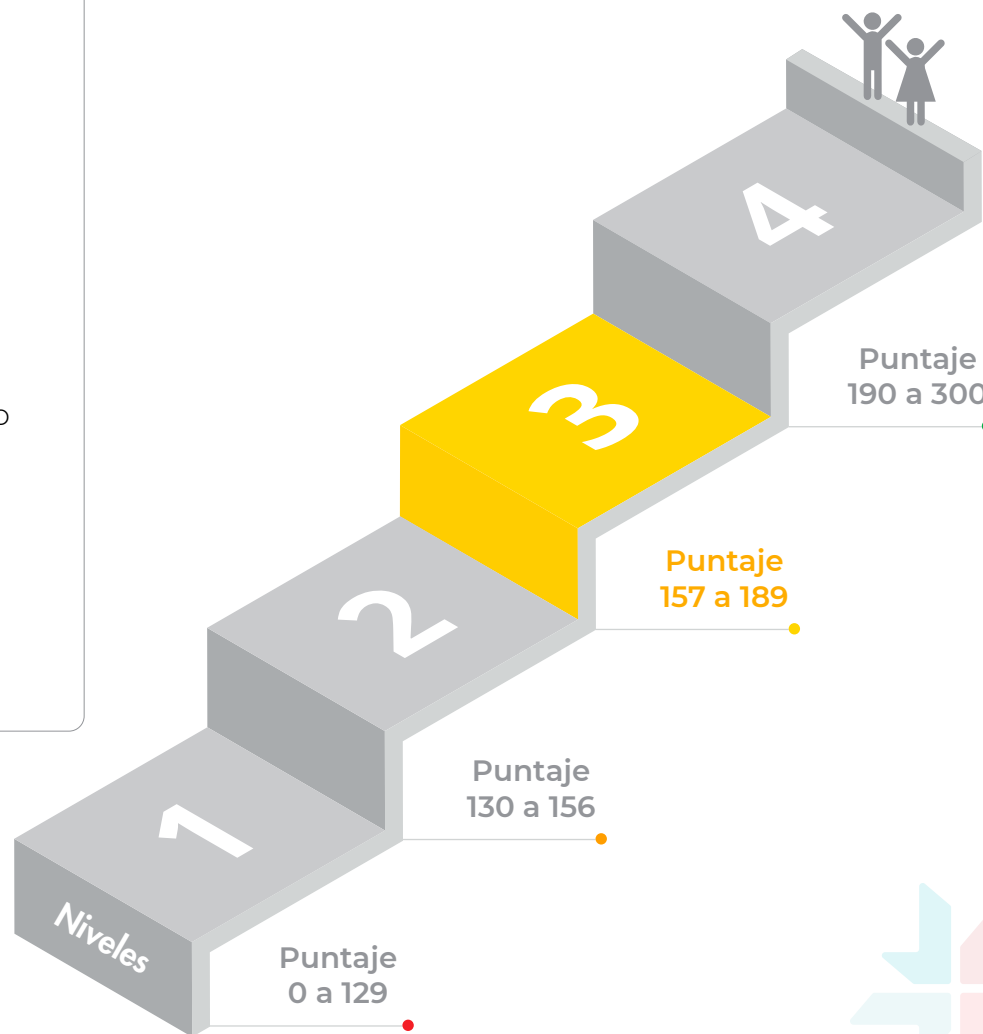 4
Puntaje
190 a 300
o
3
Puntaje
157 a 189
2
Puntaje
130 a 156
1
Niveles
Puntaje
0 a 129